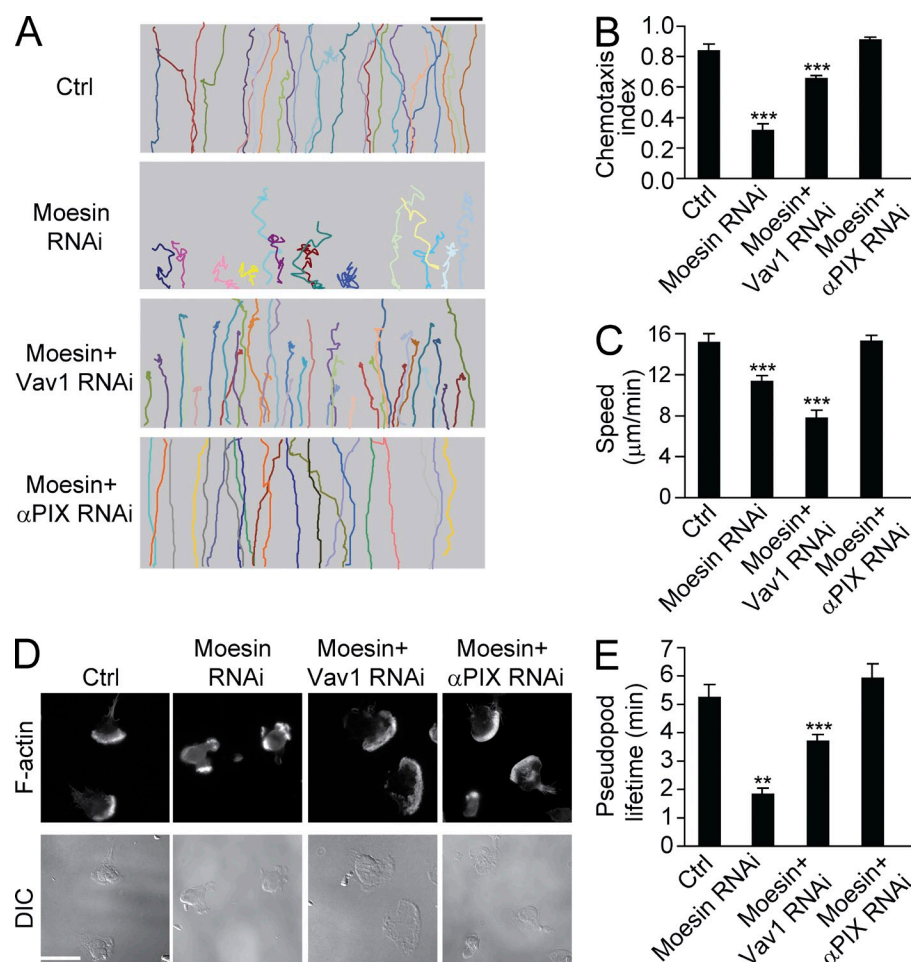 A
Ctrl
Moesin
RNAi
Moesin+
Vav1 RNAi
Moesin+
αPIX RNAi
B
Chemotaxis
index
1.0
0.8
0.6
0.4
0.2
0.0
***
***
Ctrl
Moesin RNAi
Moesin+
Vav1 RNAi
Moesin+
αPIX RNAi
C
Speed
(μm/min)
16
12
8
4
0
***
***
Ctrl
Moesin RNAi
Moesin+
Vav1 RNAi
Moesin+
αPIX RNAi
D
Ctrl
Moesin
RNAi
Moesin+
Vav1 RNAi
Moesin+
αPIX RNAi
F-actin
DIC
E
Pseudopod
lifetime (min)
7
6
5
4
3
2
1
0
**
***
Ctrl
Moesin RNAi
Moesin+
Vav1 RNAi
Moesin+
αPIX RNAi